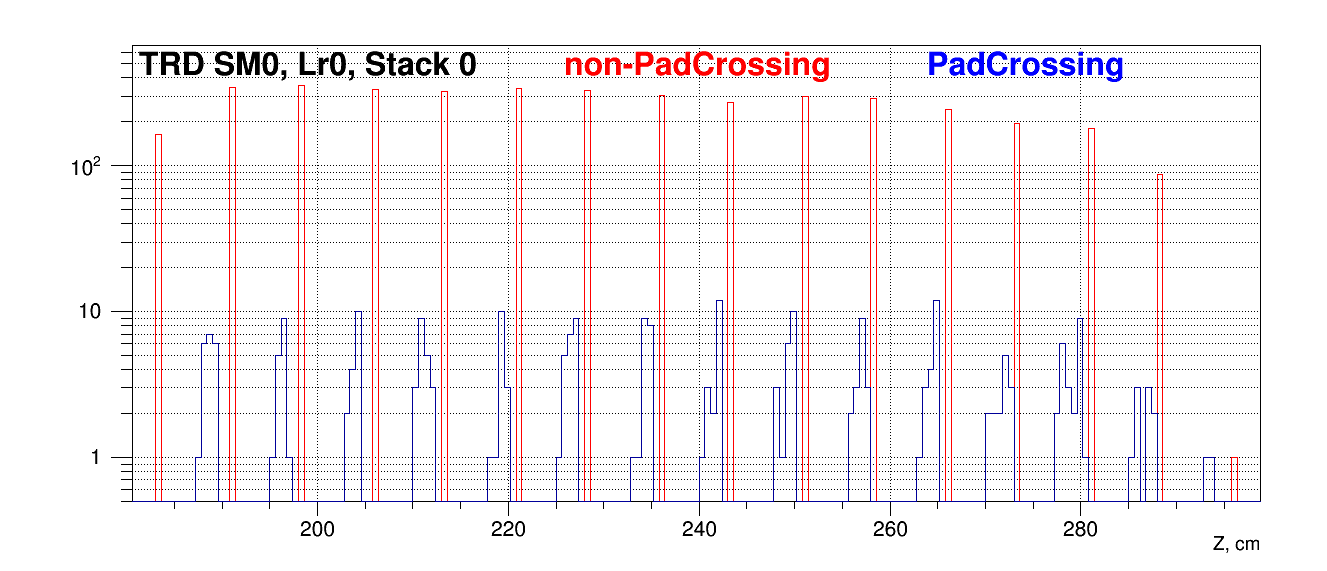 TRD SM0, Lr0, Stack 0 non-PadCrossing PadCrossing
10²
10
1
200 220 240 260 280
Z, cm